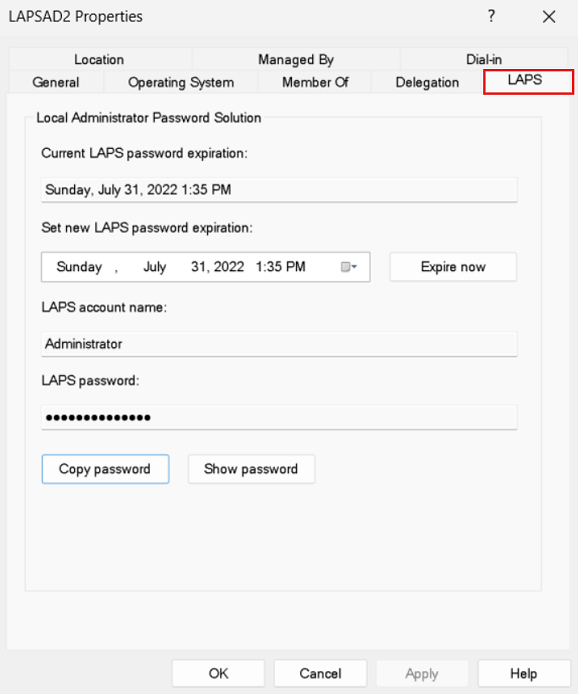 LAPSAD2 Properties ?
Location Managed By Dial-in
General Operating System Member Of Delegation LAPS
Local Administrator Password Solution
Current LAPS password expiration:
Sunday, July 31, 2022 1:35 PM
Set new LAPS password expiration:
Sunday , July 31, 2022 1:35 PM Expire now
LAPS account name:
Administrator
LAPS password:
●●●●●●●●●●●●●●
Copy password Show password
OK Cancel Apply Help